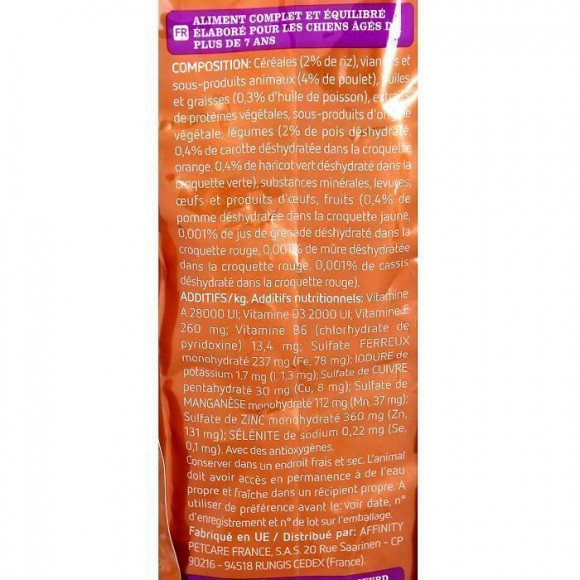 FR
ALIMENT COMPLET ET ÉQUILIBRÉ
ÉLABORÉ POUR LES CHIENS ÂGÉS DE
PLUS DE 7 ANS
COMPOSITION: Céréales (2% de riz), viandes et
sous-produits animaux (4% de poulet), huiles
et graisses (0,3% d'huile de poisson), extraits
de protéines végétales, sous-produits d'origine
végétale, légumes (2% de pois déshydraté,
0,4% de carotte déshydratée dans la croquette
orange, 0,4% de haricot vert déshydraté dans la
croquette verte), substances minérales, levures,
œufs et produits d'œufs, fruits (0,4% de
pomme déshydratée dans la croquette jaune,
0,001% de jus de grenade déshydraté dans la
croquette rouge, 0,001% de mûre déshydratée
dans la croquette rouge, 0,001% de cassis
déshydraté dans la croquette rouge).
ADDITIFS/kg. Additifs nutritionnels: Vitamine
A 28000 UI; Vitamine D3 2000 UI; Vitamine E
260 mg; Vitamine B6 (chlorhydrate de
pyridoxine) 13,4 mg; Sulfate FERREUX
monohydraté 237 mg (Fe, 78 mg); IODURE de
potassium 1,7 mg (I, 1,3 mg); Sulfate de CUIVRE
pentahydraté 30 mg (Cu, 8 mg); Sulfate de
MANGANÈSE monohydraté 112 mg (Mn, 37 mg);
Sulfate de ZINC monohydraté 360 mg (Zn,
131 mg); SÉLÉNITE de sodium 0,22 mg (Se,
0,1 mg). Avec des antioxygènes.
Conserver dans un endroit frais et sec. L'animal
doit avoir accès en permanence à de l'eau
propre et fraîche dans un récipient propre. A
utiliser de préférence avant le, voir date, n°
d'enregistrement et n° de lot sur l'emballage.
Fabriqué en UE / Distribué par: AFFINITY
PETCARE FRANCE, S.A.S. 20 Rue Saarinen - CP
90216 - 94518 RUNGIS CEDEX (France).